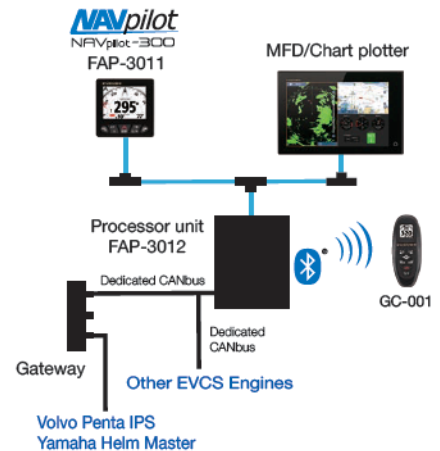 NAVpilot
NAVpilot-300
FAP-3011
MFD/Chart plotter
295°
Processor unit
FAP-3012
Dedicated CANbus
GC-001
Dedicated
CANbus
Gateway
Other EVCS Engines
Volvo Penta IPS
Yamaha Helm Master